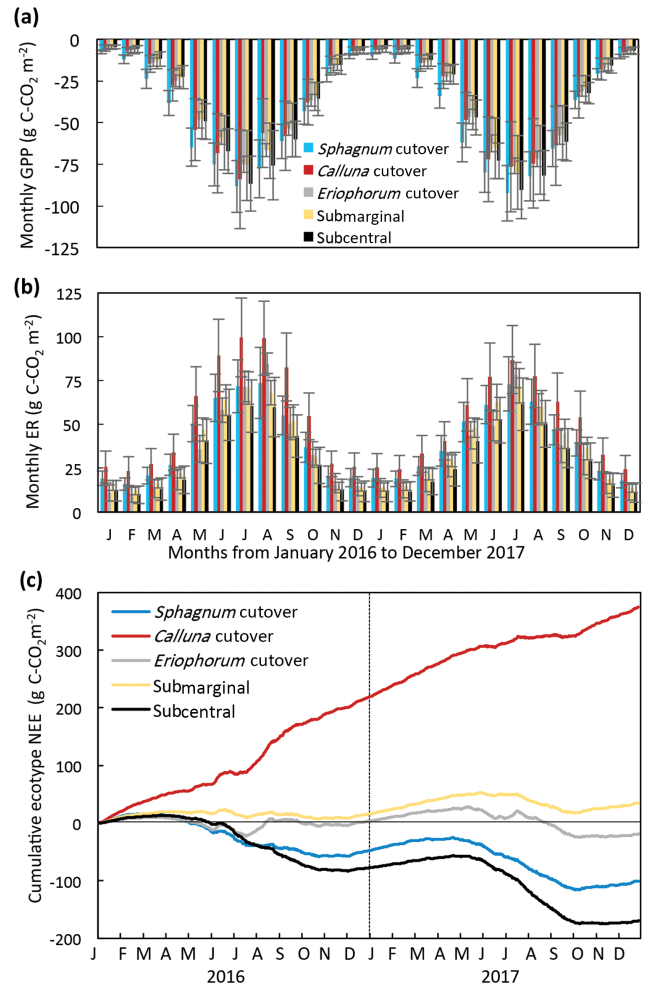 (a)
Monthly GPP (g C-CO2 m-2)
0
-25
-50
-75
-100
-125
Sphagnum cutover
Calluna cutover
Eriophorum cutover
Submarginal
Subcentral
(b)
Monthly ER (g C-CO2 m-2)
125
100
75
50
25
0
J F M A M J J A S O N D J F M A M J J A S O N D
Months from January 2016 to December 2017
(c)
Cumulative ecotype NEE (g C-CO2m-2)
400
300
200
100
0
-100
-200
Sphagnum cutover
Calluna cutover
Eriophorum cutover
Submarginal
Subcentral
J F M A M J J A S O N D J F M A M J J A S O N D
2016 2017